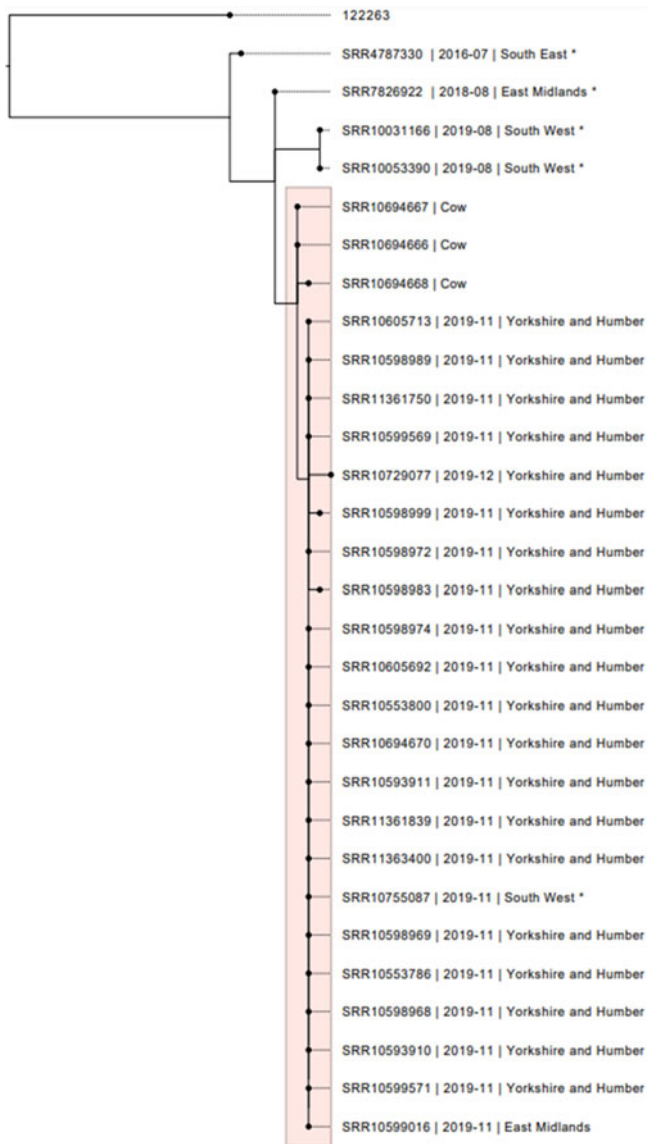 122263
SRR4787330 | 2016-07 | South East *
SRR7826922 | 2018-08 | East Midlands *
SRR10031166 | 2019-08 | South West *
SRR10053390 | 2019-08 | South West *
SRR10694667 | Cow
SRR10694666 | Cow
SRR10694668 | Cow
SRR10605713 | 2019-11 | Yorkshire and Humber
SRR10598989 | 2019-11 | Yorkshire and Humber
SRR11361750 | 2019-11 | Yorkshire and Humber
SRR10599569 | 2019-11 | Yorkshire and Humber
SRR10729077 | 2019-12 | Yorkshire and Humber
SRR10598999 | 2019-11 | Yorkshire and Humber
SRR10598972 | 2019-11 | Yorkshire and Humber
SRR10598983 | 2019-11 | Yorkshire and Humber
SRR10598974 | 2019-11 | Yorkshire and Humber
SRR10605692 | 2019-11 | Yorkshire and Humber
SRR10553800 | 2019-11 | Yorkshire and Humber
SRR10694670 | 2019-11 | Yorkshire and Humber
SRR10593911 | 2019-11 | Yorkshire and Humber
SRR11361839 | 2019-11 | Yorkshire and Humber
SRR11363400 | 2019-11 | Yorkshire and Humber
SRR10755087 | 2019-11 | South West *
SRR10598969 | 2019-11 | Yorkshire and Humber
SRR10553786 | 2019-11 | Yorkshire and Humber
SRR10598968 | 2019-11 | Yorkshire and Humber
SRR10593910 | 2019-11 | Yorkshire and Humber
SRR10599571 | 2019-11 | Yorkshire and Humber
SRR10599016 | 2019-11 | East Midlands